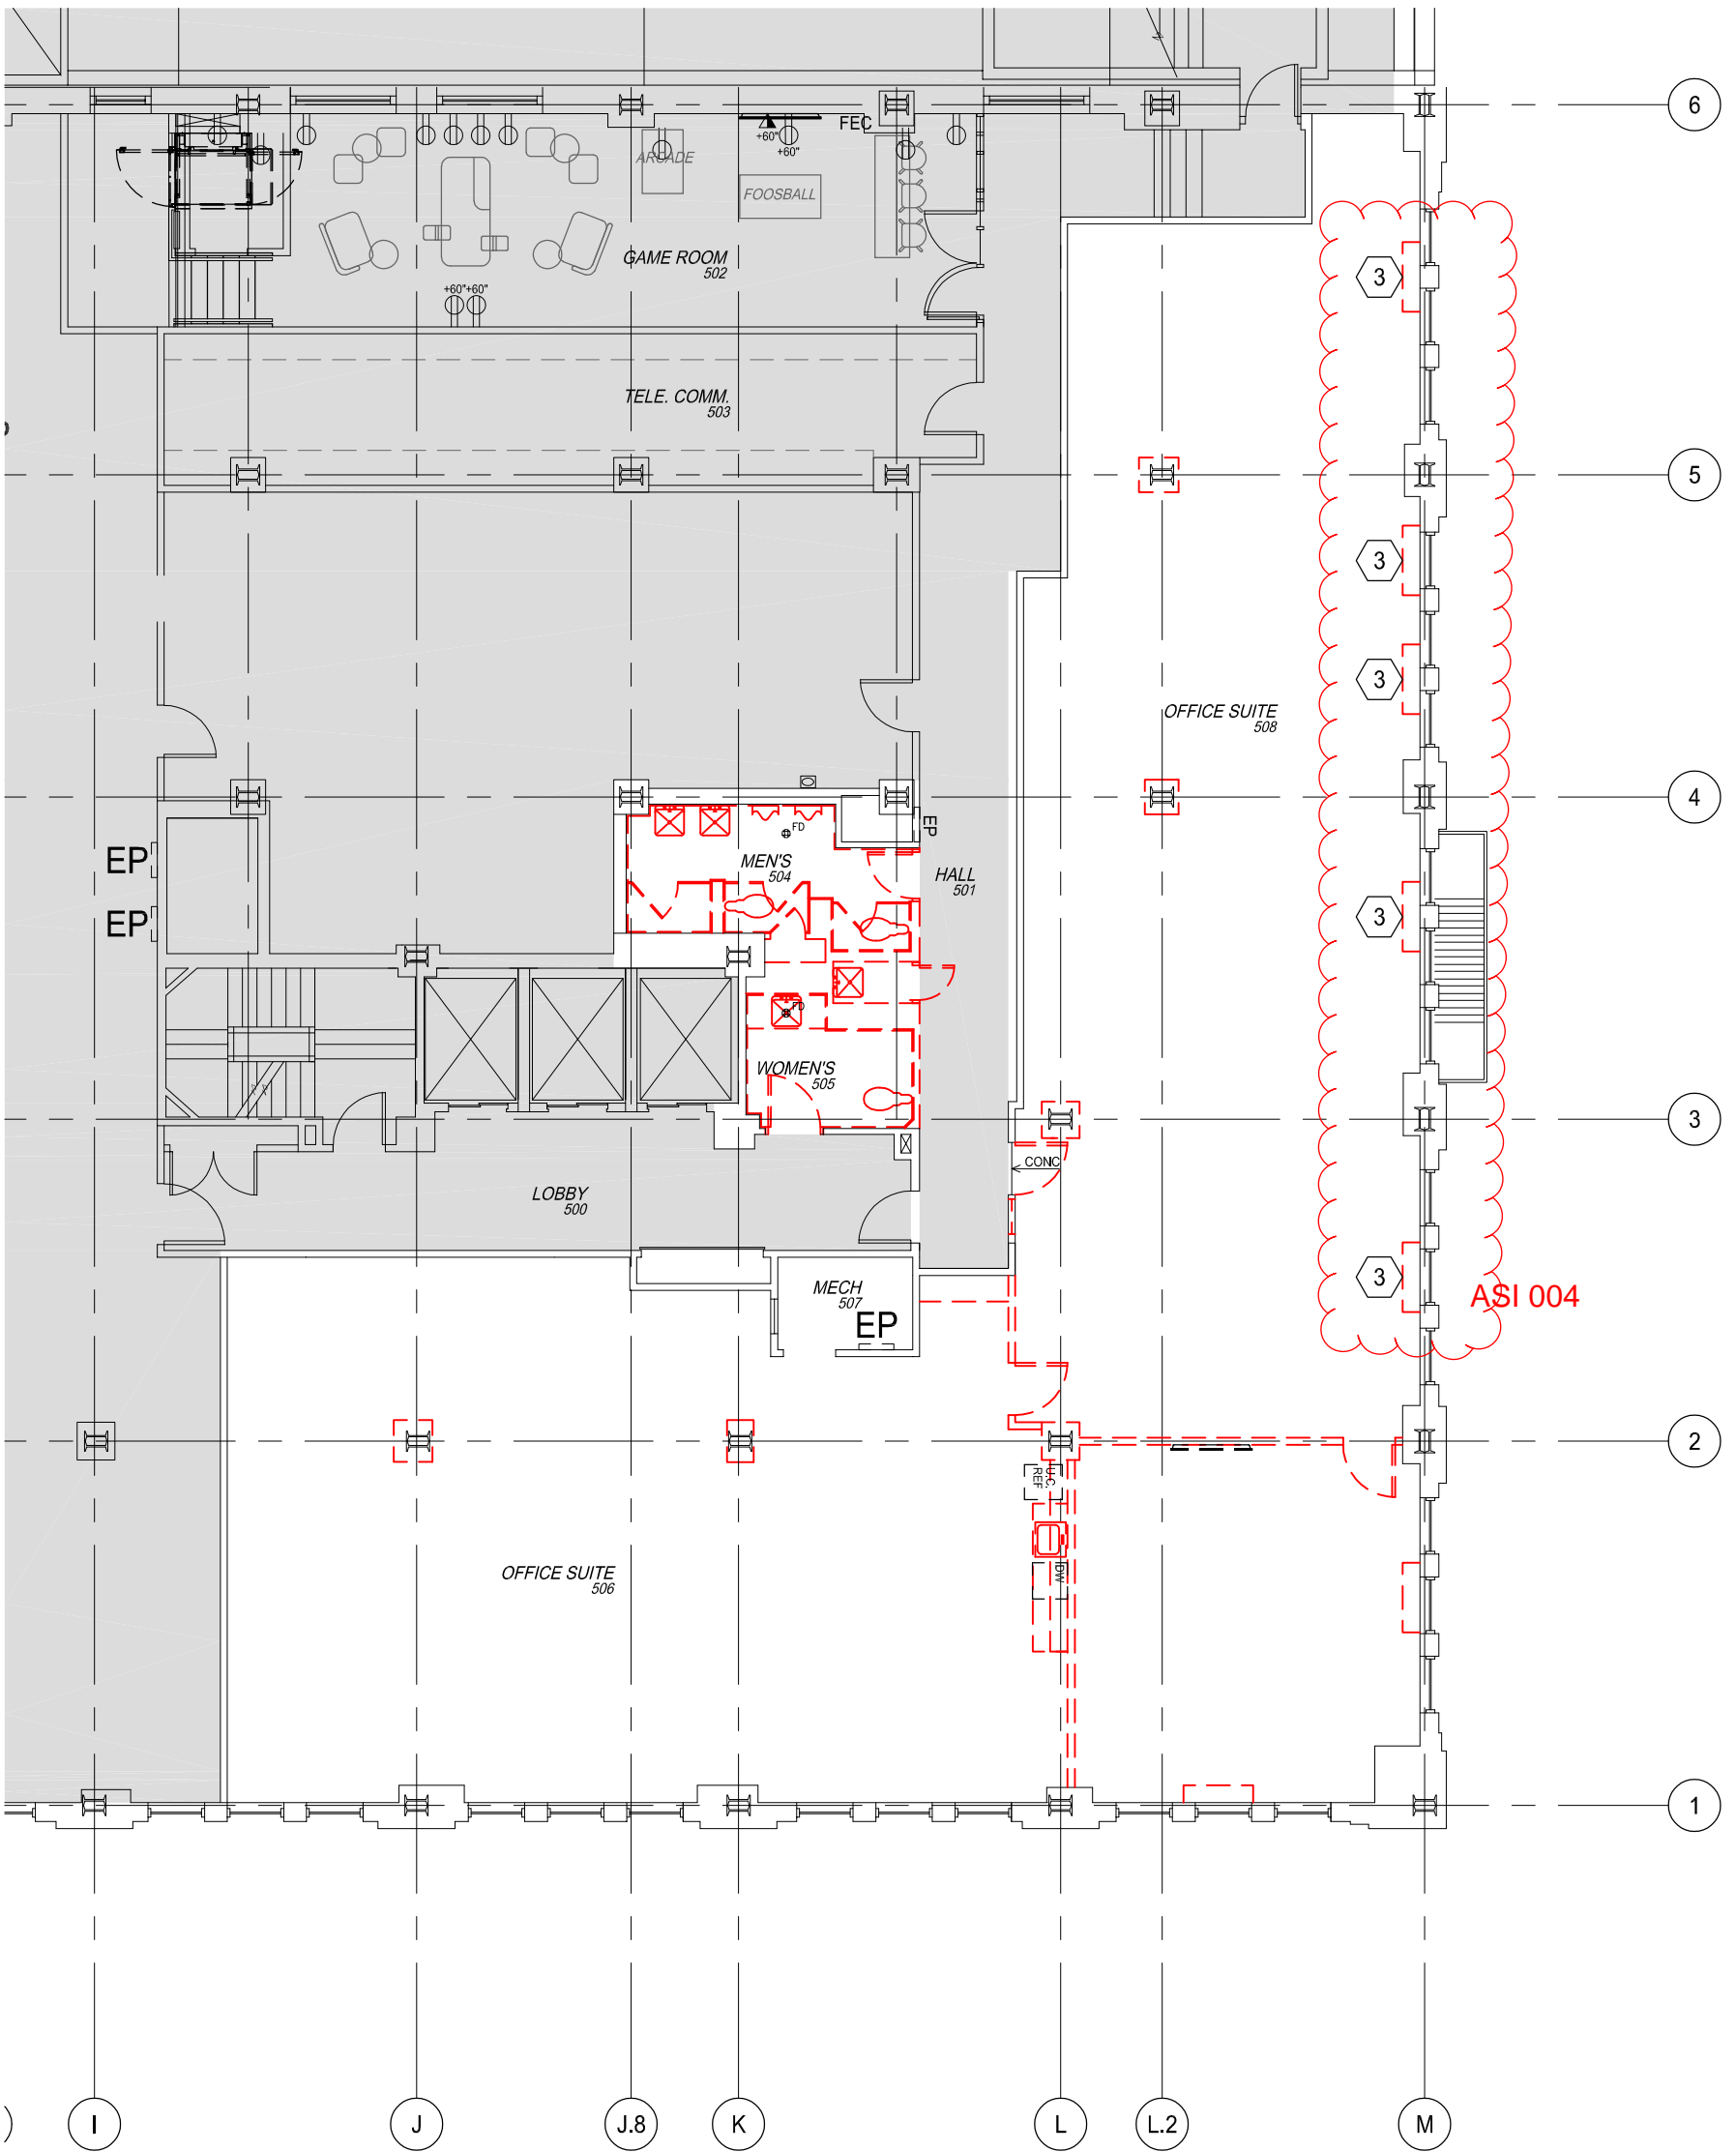 6
FEC
+60"
+60"
ARCADE
FOOSBALL
GAME ROOM
502
+60"+60"
3
TELE. COMM.
503
5
3
3
OFFICE SUITE
508
4
EP
FD
MEN'S
504
HALL
501
EP
EP
3
FD
WOMEN'S
505
3
CONC
LOBBY
500
MECH
507
EP
3
ASI 004
2
U.C.
REF.
DW
OFFICE SUITE
506
1
I
J
J.8
K
L
L.2
M